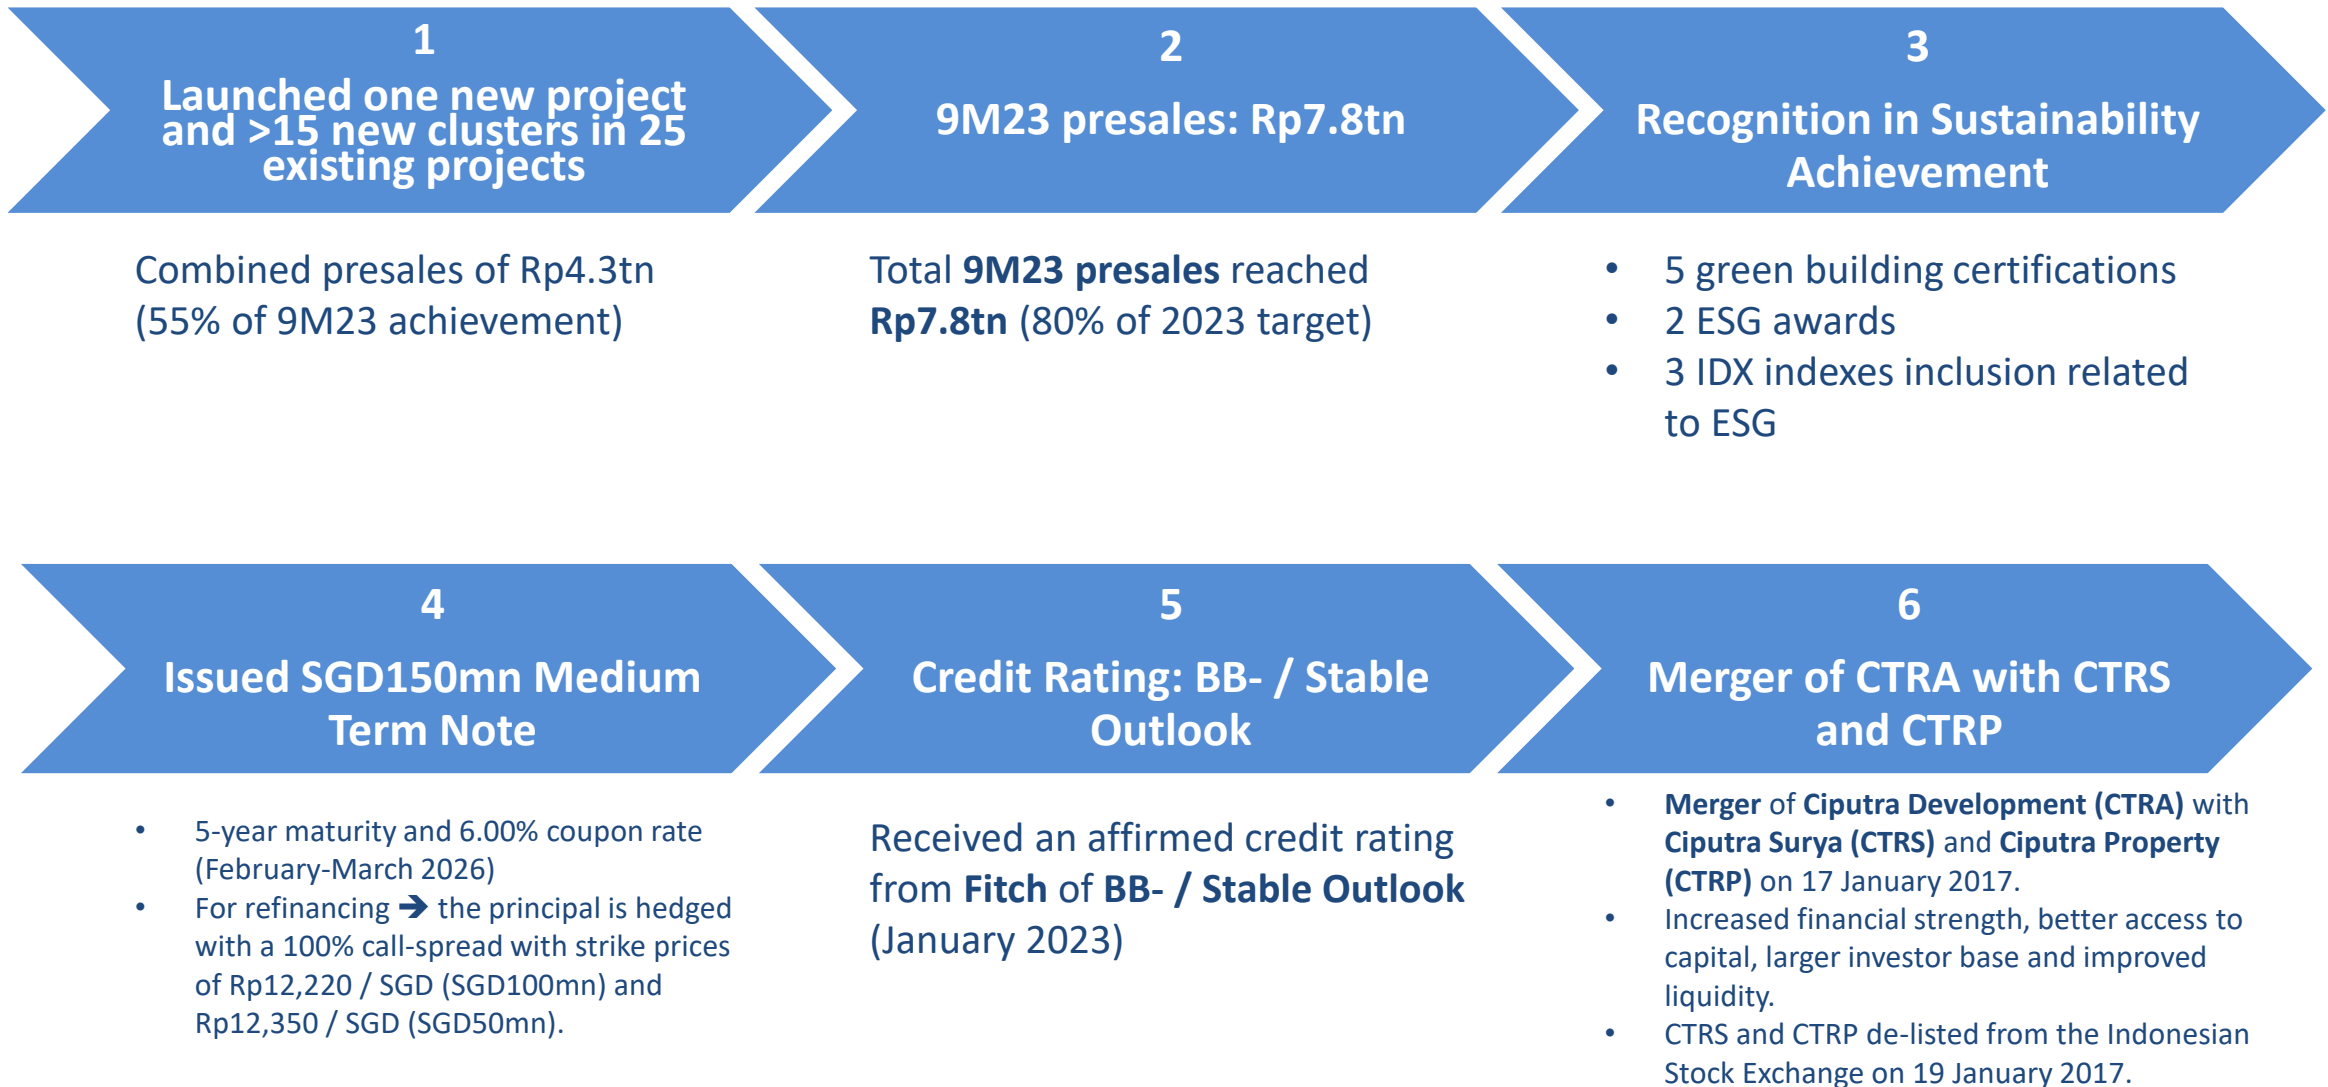 1
Launched one new project
and >15 new clusters in 25
existing projects
Combined presales of Rp4.3tn
(55% of 9M23 achievement)
2
9M23 presales: Rp7.8tn
Total 9M23 presales reached
Rp7.8tn (80% of 2023 target)
3
Recognition in Sustainability
Achievement
• 5 green building certifications
• 2 ESG awards
• 3 IDX indexes inclusion related
to ESG
4
Issued SGD150mn Medium
Term Note
• 5-year maturity and 6.00% coupon rate
(February-March 2026)
• For refinancing ➔ the principal is hedged
with a 100% call-spread with strike prices
of Rp12,220 / SGD (SGD100mn) and
Rp12,350 / SGD (SGD50mn).
5
Credit Rating: BB- / Stable
Outlook
Received an affirmed credit rating
from Fitch of BB- / Stable Outlook
(January 2023)
6
Merger of CTRA with CTRS
and CTRP
• Merger of Ciputra Development (CTRA) with
Ciputra Surya (CTRS) and Ciputra Property
(CTRP) on 17 January 2017.
• Increased financial strength, better access to
capital, larger investor base and improved
liquidity.
• CTRS and CTRP de-listed from the Indonesian
Stock Exchange on 19 January 2017.